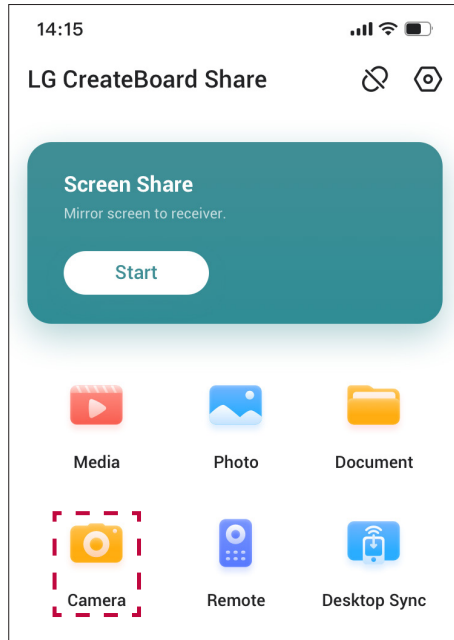 14:15
LG CreateBoard Share
Screen Share
Mirror screen to receiver.
Start
Media Photo Document
Camera Remote Desktop Sync